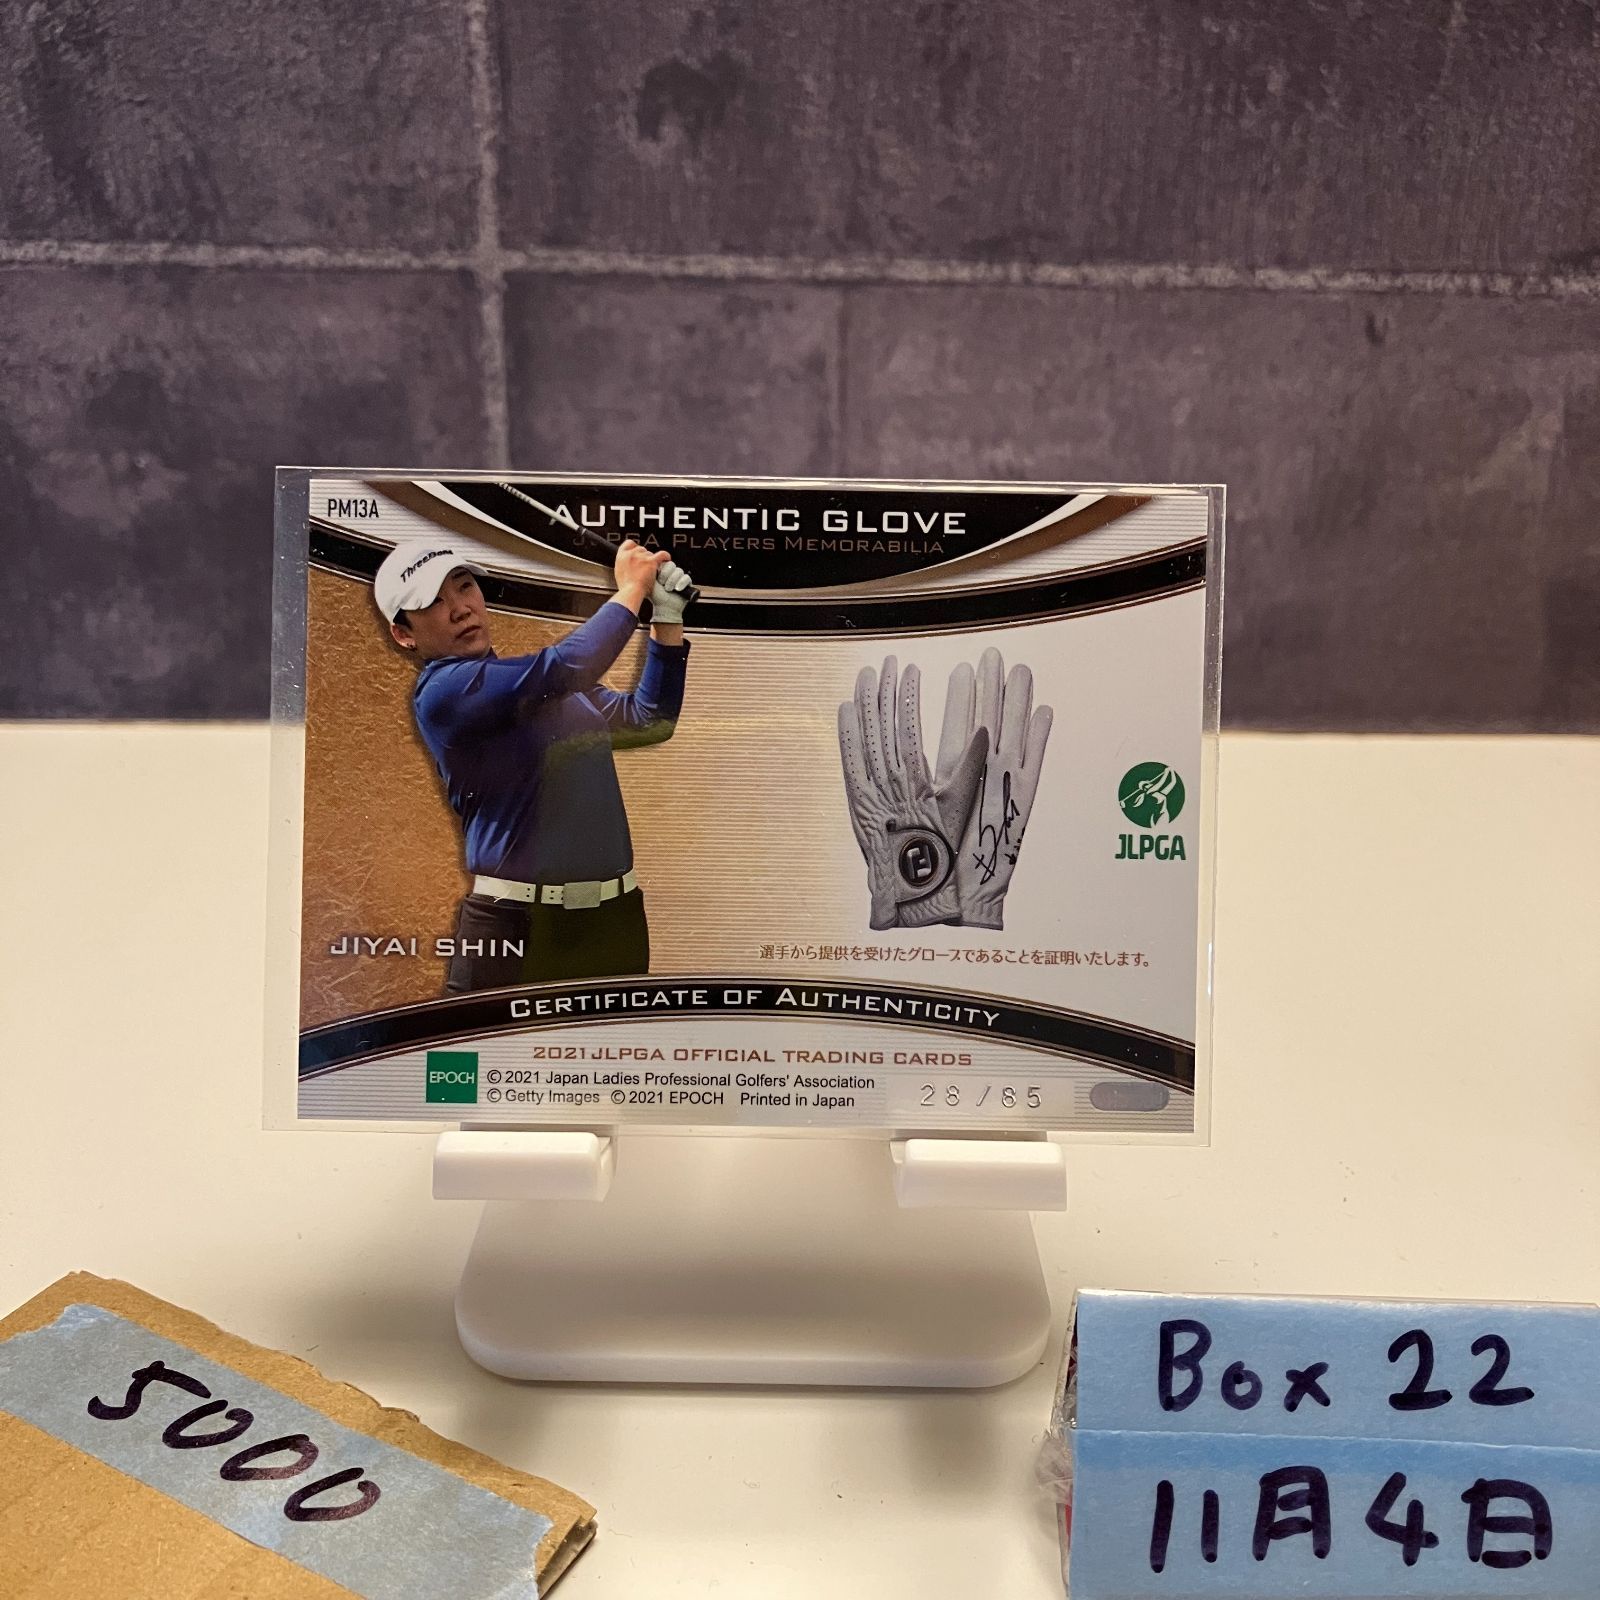 PM13A
AUTHENTIC GLOVE
JLPGA PLAYERS MEMORABILIA
ThreeBond
JLPGA
JIYAI SHIN
選手から提供を受けたグローブであることを証明いたします。
CERTIFICATE OF AUTHENTICITY
2021 JLPGA OFFICIAL TRADING CARDS
EPOCH
© 2021 Japan Ladies Professional Golfers' Association
© Getty Images © 2021 EPOCH Printed in Japan
28/85
5000
Box 22
11月4日